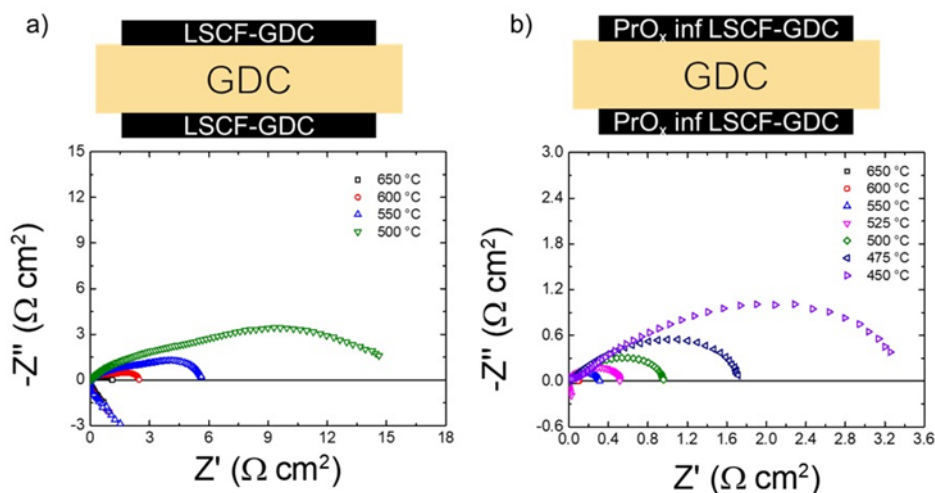 a)
LSCF-GDC
GDC
LSCF-GDC
15
12
9
6
3
0
-3
-Z'' (Ω cm²)
650 °C
600 °C
550 °C
500 °C
0 3 6 9 12 15 18
Z' (Ω cm²)
b)
PrOₓ inf LSCF-GDC
GDC
PrOₓ inf LSCF-GDC
3.0
2.4
1.8
1.2
0.6
0.0
-0.6
-Z'' (Ω cm²)
650 °C
600 °C
550 °C
525 °C
500 °C
475 °C
450 °C
0.0 0.4 0.8 1.2 1.6 2.0 2.4 2.8 3.2 3.6
Z' (Ω cm²)